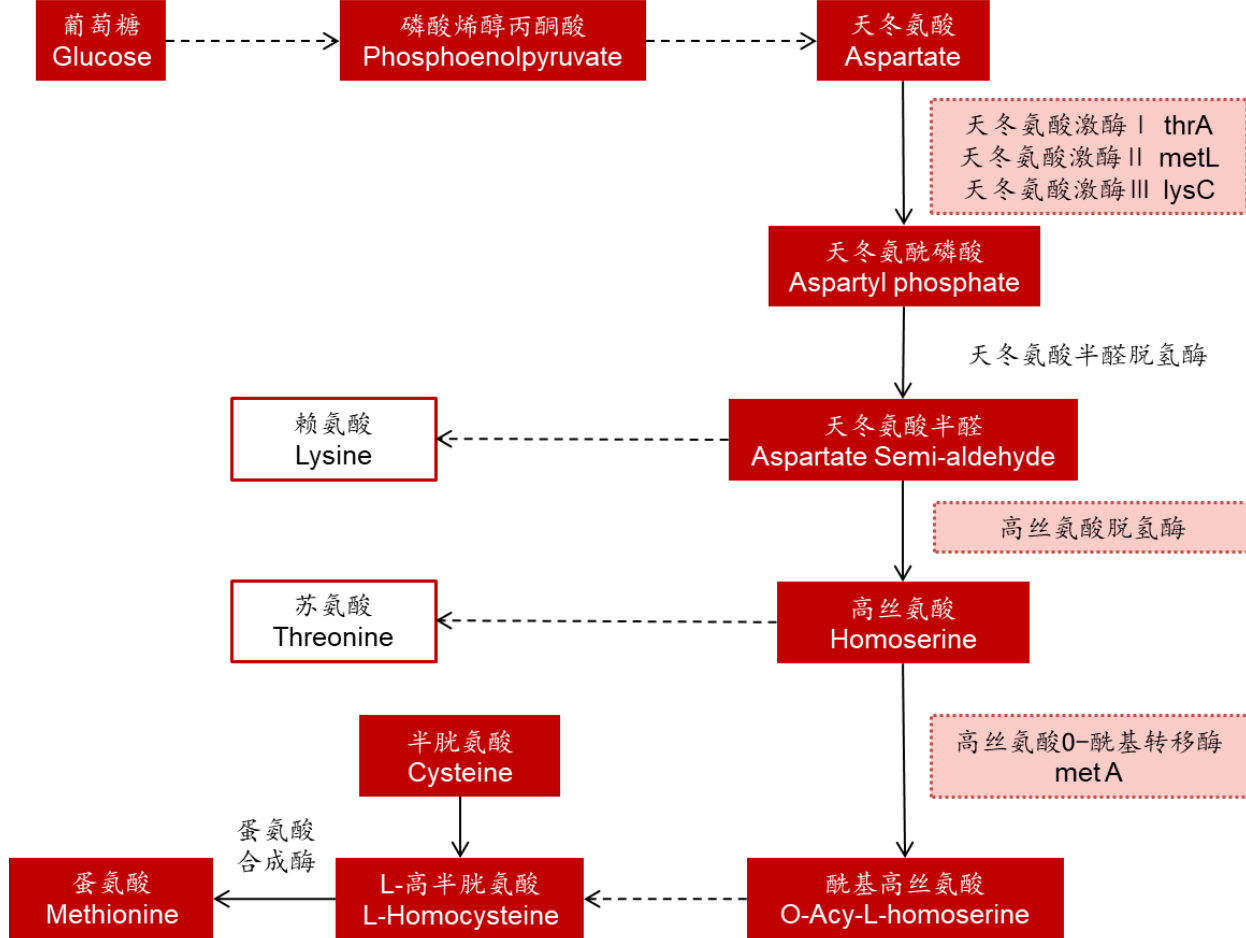 葡萄糖
Glucose
磷酸烯醇丙酮酸
Phosphoenolpyruvate
天冬氨酸
Aspartate
天冬氨酸激酶Ⅰ thrA
天冬氨酸激酶Ⅱ metL
天冬氨酸激酶Ⅲ lysC
天冬氨酰磷酸
Aspartyl phosphate
天冬氨酸半醛脱氢酶
赖氨酸
Lysine
天冬氨酸半醛
Aspartate Semi-aldehyde
高丝氨酸脱氢酶
苏氨酸
Threonine
高丝氨酸
Homoserine
半胱氨酸
Cysteine
高丝氨酸O-酰基转移酶
met A
蛋氨酸
合成酶
蛋氨酸
Methionine
L-高半胱氨酸
L-Homocysteine
酰基高丝氨酸
O-Acy-L-homoserine